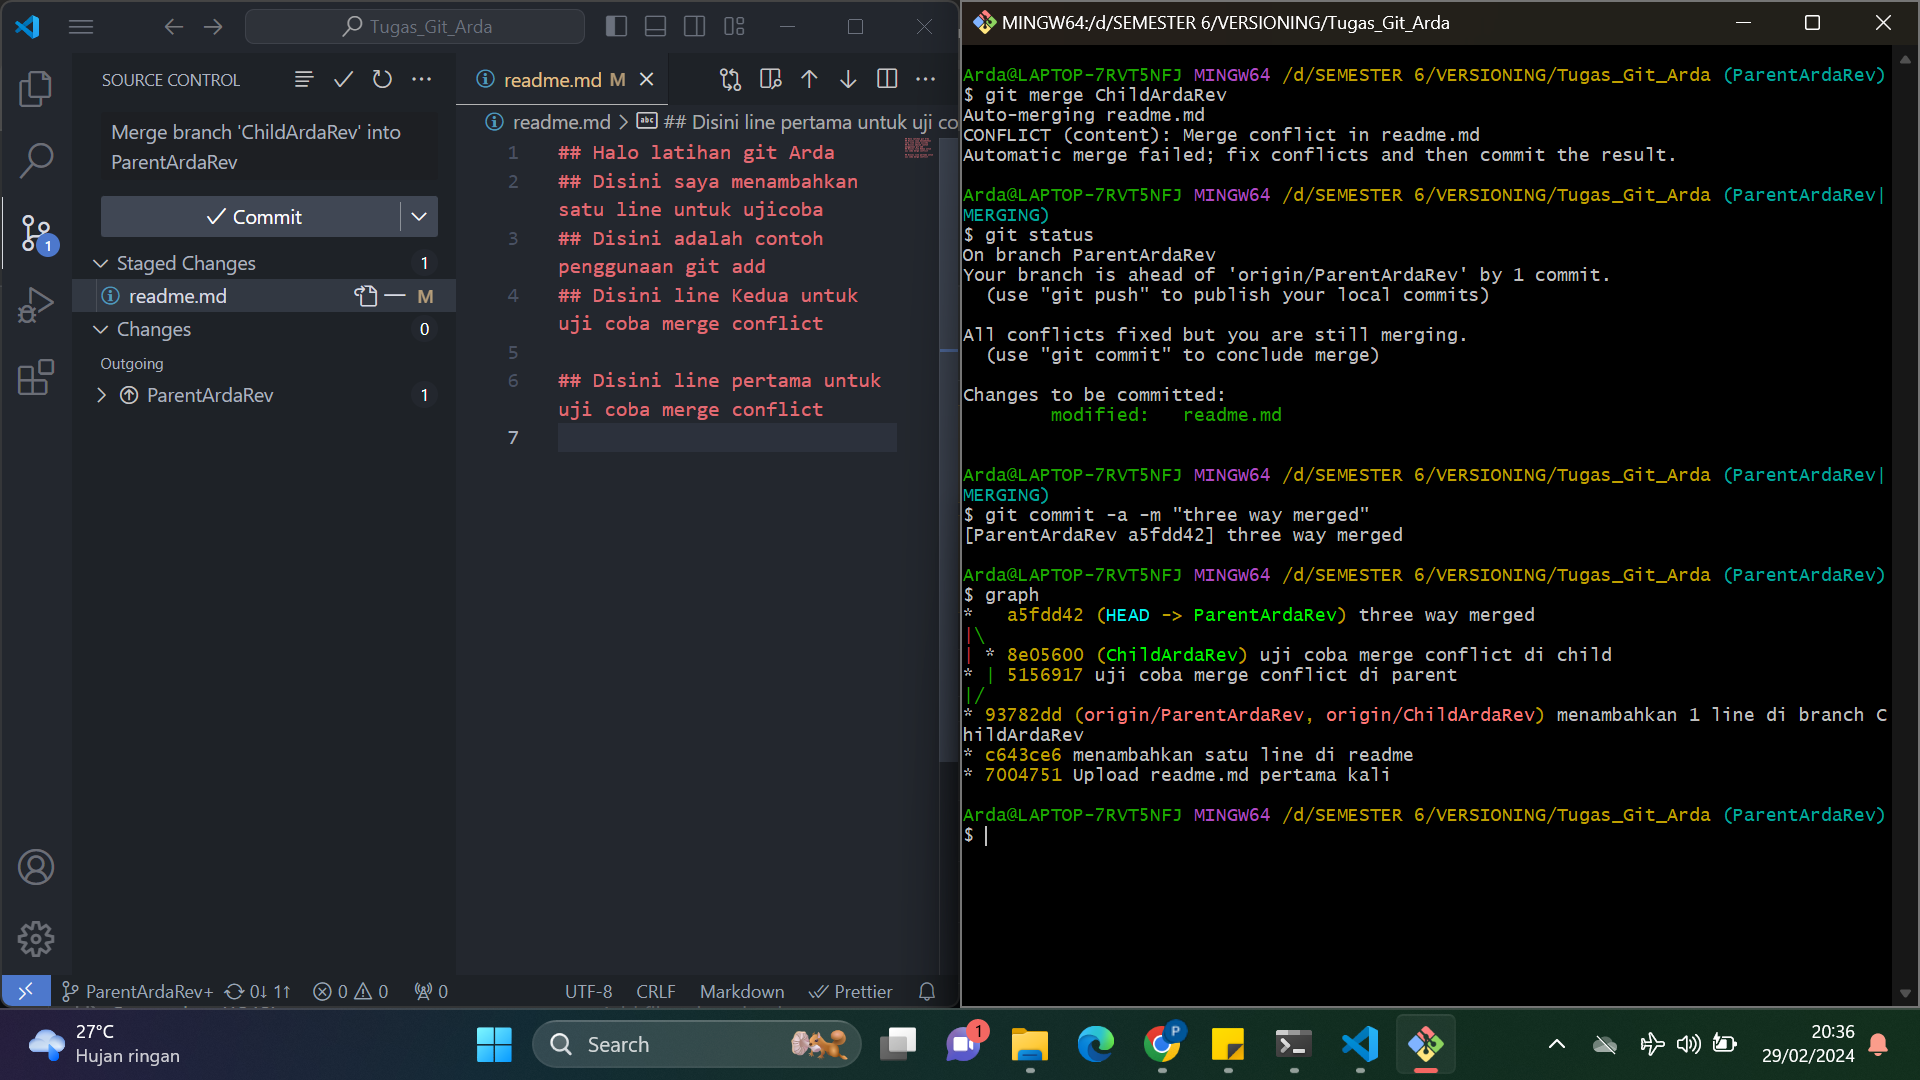 Tugas_Git_Arda
SOURCE CONTROL
Merge branch 'ChildArdaRev' into
ParentArdaRev
Commit
Staged Changes 1
readme.md M
Changes 0
Outgoing
ParentArdaRev 1
1
readme.md M
readme.md > abc ## Disini line pertama untuk uji co
1 ## Halo latihan git Arda
2 ## Disini saya menambahkan
satu line untuk ujicoba
3 ## Disini adalah contoh
penggunaan git add
4 ## Disini line Kedua untuk
uji coba merge conflict
5
6 ## Disini line pertama untuk
uji coba merge conflict
7
ParentArdaRev+ 0↓ 1↑ 0 0 0
UTF-8 CRLF Markdown Prettier
MINGW64:/d/SEMESTER 6/VERSIONING/Tugas_Git_Arda
Arda@LAPTOP-7RVT5NFJ MINGW64 /d/SEMESTER 6/VERSIONING/Tugas_Git_Arda (ParentArdaRev)
$ git merge ChildArdaRev
Auto-merging readme.md
CONFLICT (content): Merge conflict in readme.md
Automatic merge failed; fix conflicts and then commit the result.
Arda@LAPTOP-7RVT5NFJ MINGW64 /d/SEMESTER 6/VERSIONING/Tugas_Git_Arda (ParentArdaRev|
MERGING)
$ git status
On branch ParentArdaRev
Your branch is ahead of 'origin/ParentArdaRev' by 1 commit.
(use "git push" to publish your local commits)
All conflicts fixed but you are still merging.
(use "git commit" to conclude merge)
Changes to be committed:
modified: readme.md
Arda@LAPTOP-7RVT5NFJ MINGW64 /d/SEMESTER 6/VERSIONING/Tugas_Git_Arda (ParentArdaRev|
MERGING)
$ git commit -a -m "three way merged"
[ParentArdaRev a5fdd42] three way merged
Arda@LAPTOP-7RVT5NFJ MINGW64 /d/SEMESTER 6/VERSIONING/Tugas_Git_Arda (ParentArdaRev)
$ graph
*   a5fdd42 (HEAD -> ParentArdaRev) three way merged
|\
| * 8e05600 (ChildArdaRev) uji coba merge conflict di child
* | 5156917 uji coba merge conflict di parent
|/
* 93782dd (origin/ParentArdaRev, origin/ChildArdaRev) menambahkan 1 line di branch C
hildArdaRev
* c643ce6 menambahkan satu line di readme
* 7004751 Upload readme.md pertama kali
Arda@LAPTOP-7RVT5NFJ MINGW64 /d/SEMESTER 6/VERSIONING/Tugas_Git_Arda (ParentArdaRev)
$
27°C
Hujan ringan
Search
1
P
20:36
29/02/2024